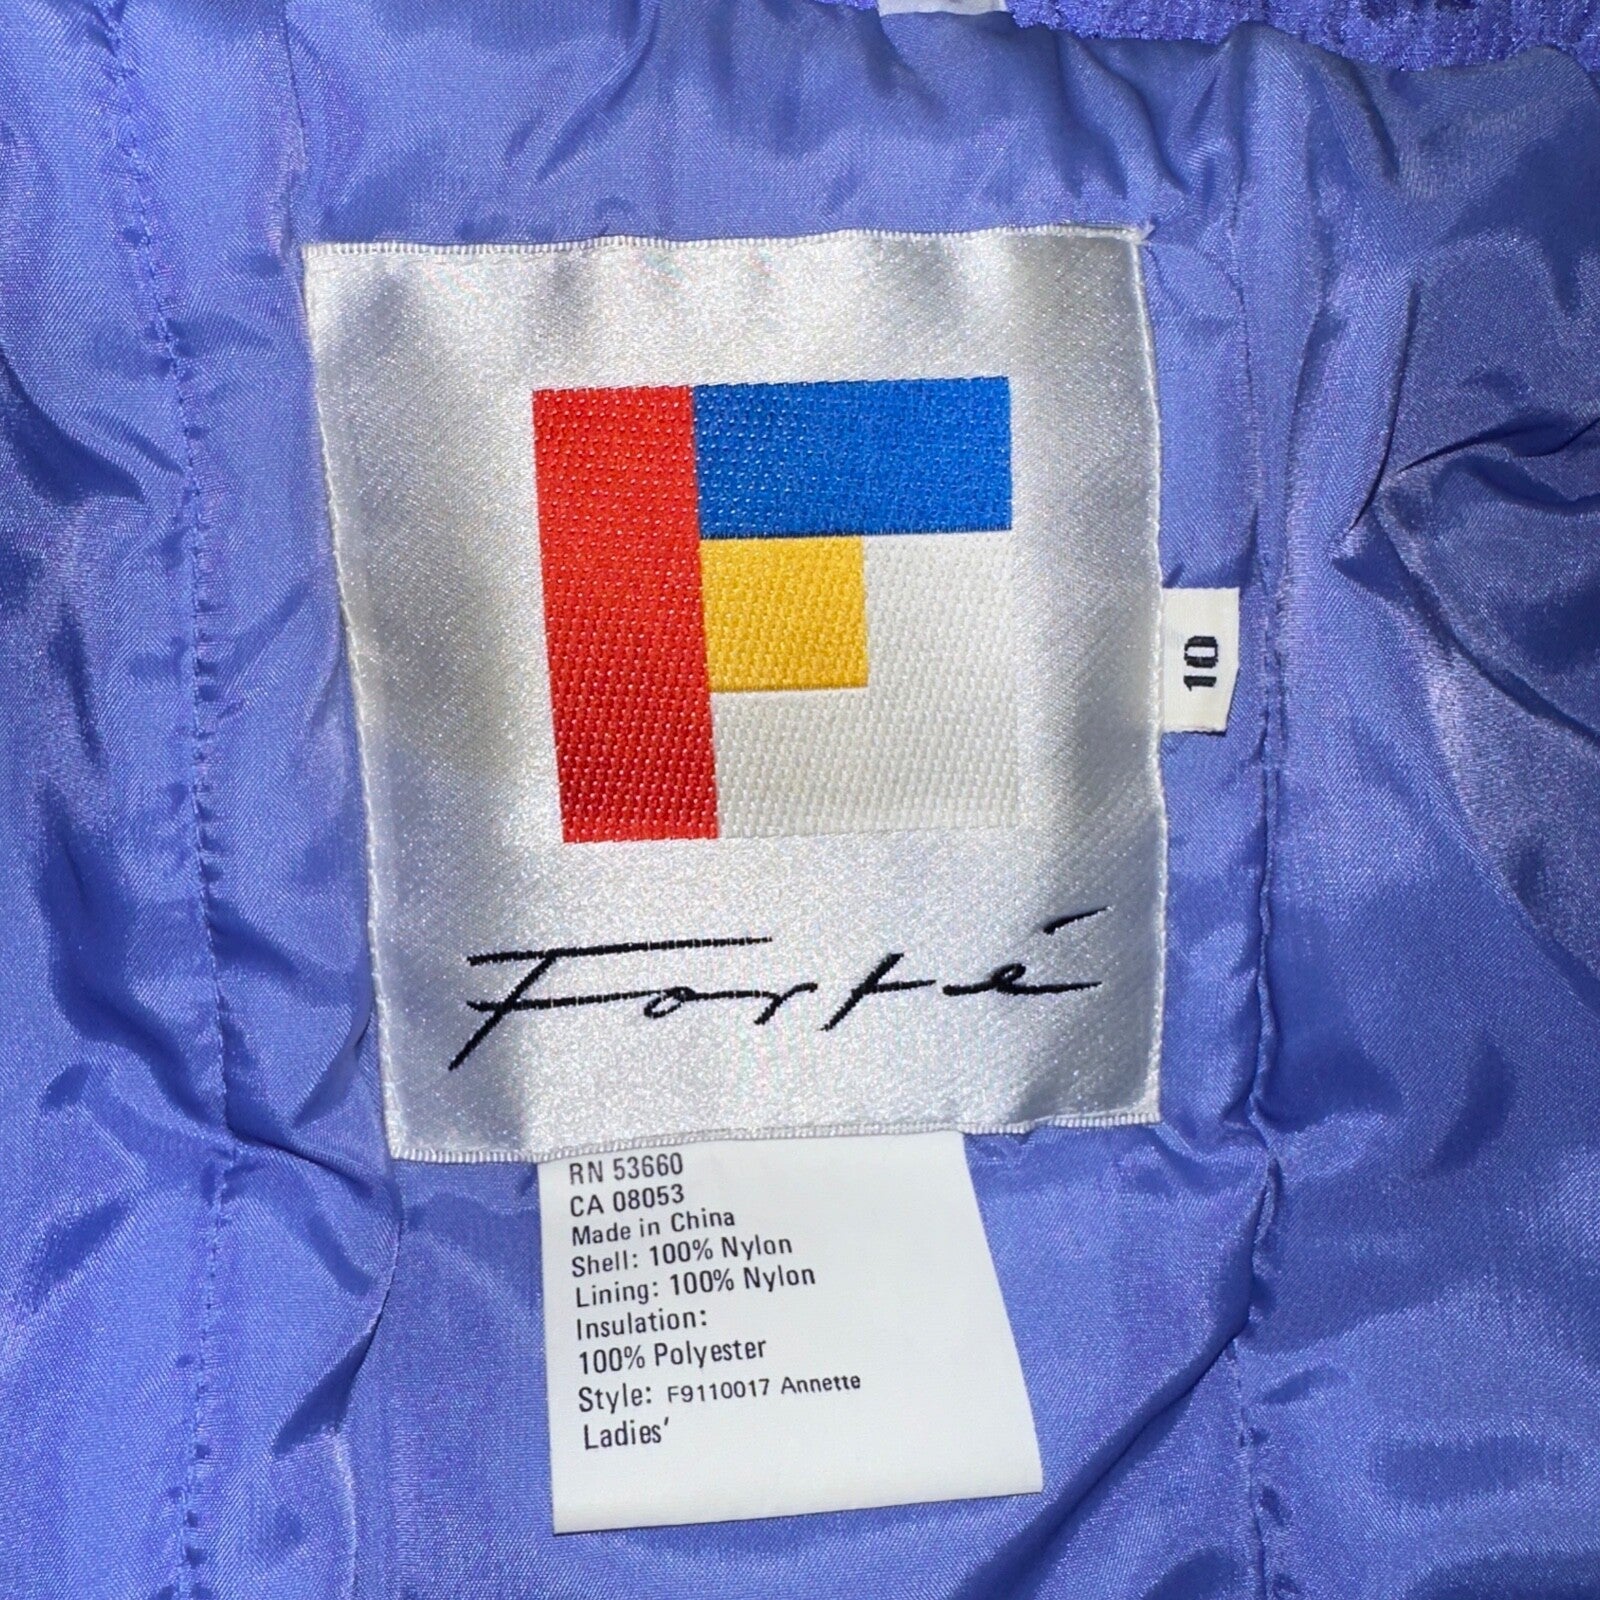 Forté
10
RN 53660
CA 08053
Made in China
Shell: 100% Nylon
Lining: 100% Nylon
Insulation:
100% Polyester
Style: F9110017 Annette
Ladies'